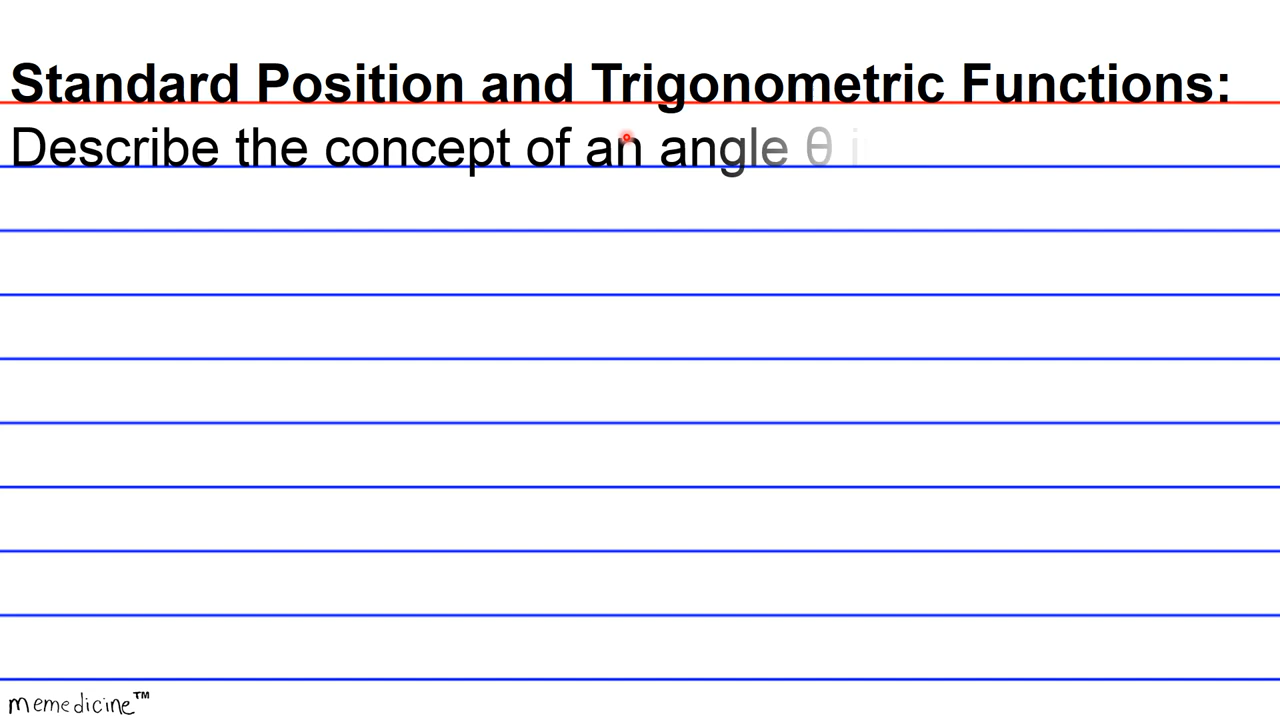 Standard Position and Trigonometric Functions:
Describe the concept of an angle θ i
memedicine™